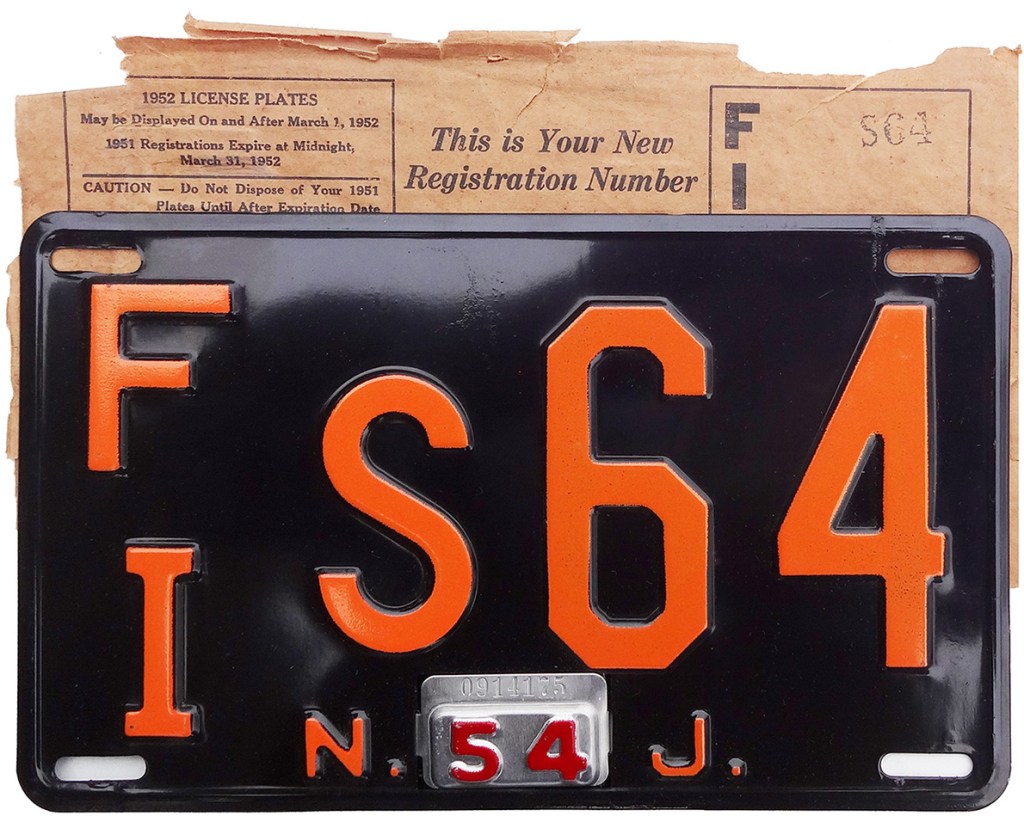 1952 LICENSE PLATES
May be Displayed On and After March 1, 1952
1951 Registrations Expire at Midnight,
March 31, 1952
CAUTION — Do Not Dispose of Your 1951
Plates Until After Expiration Date
This is Your New
Registration Number
F
I
S64
F
I
S64
0914175
N. 54 J.